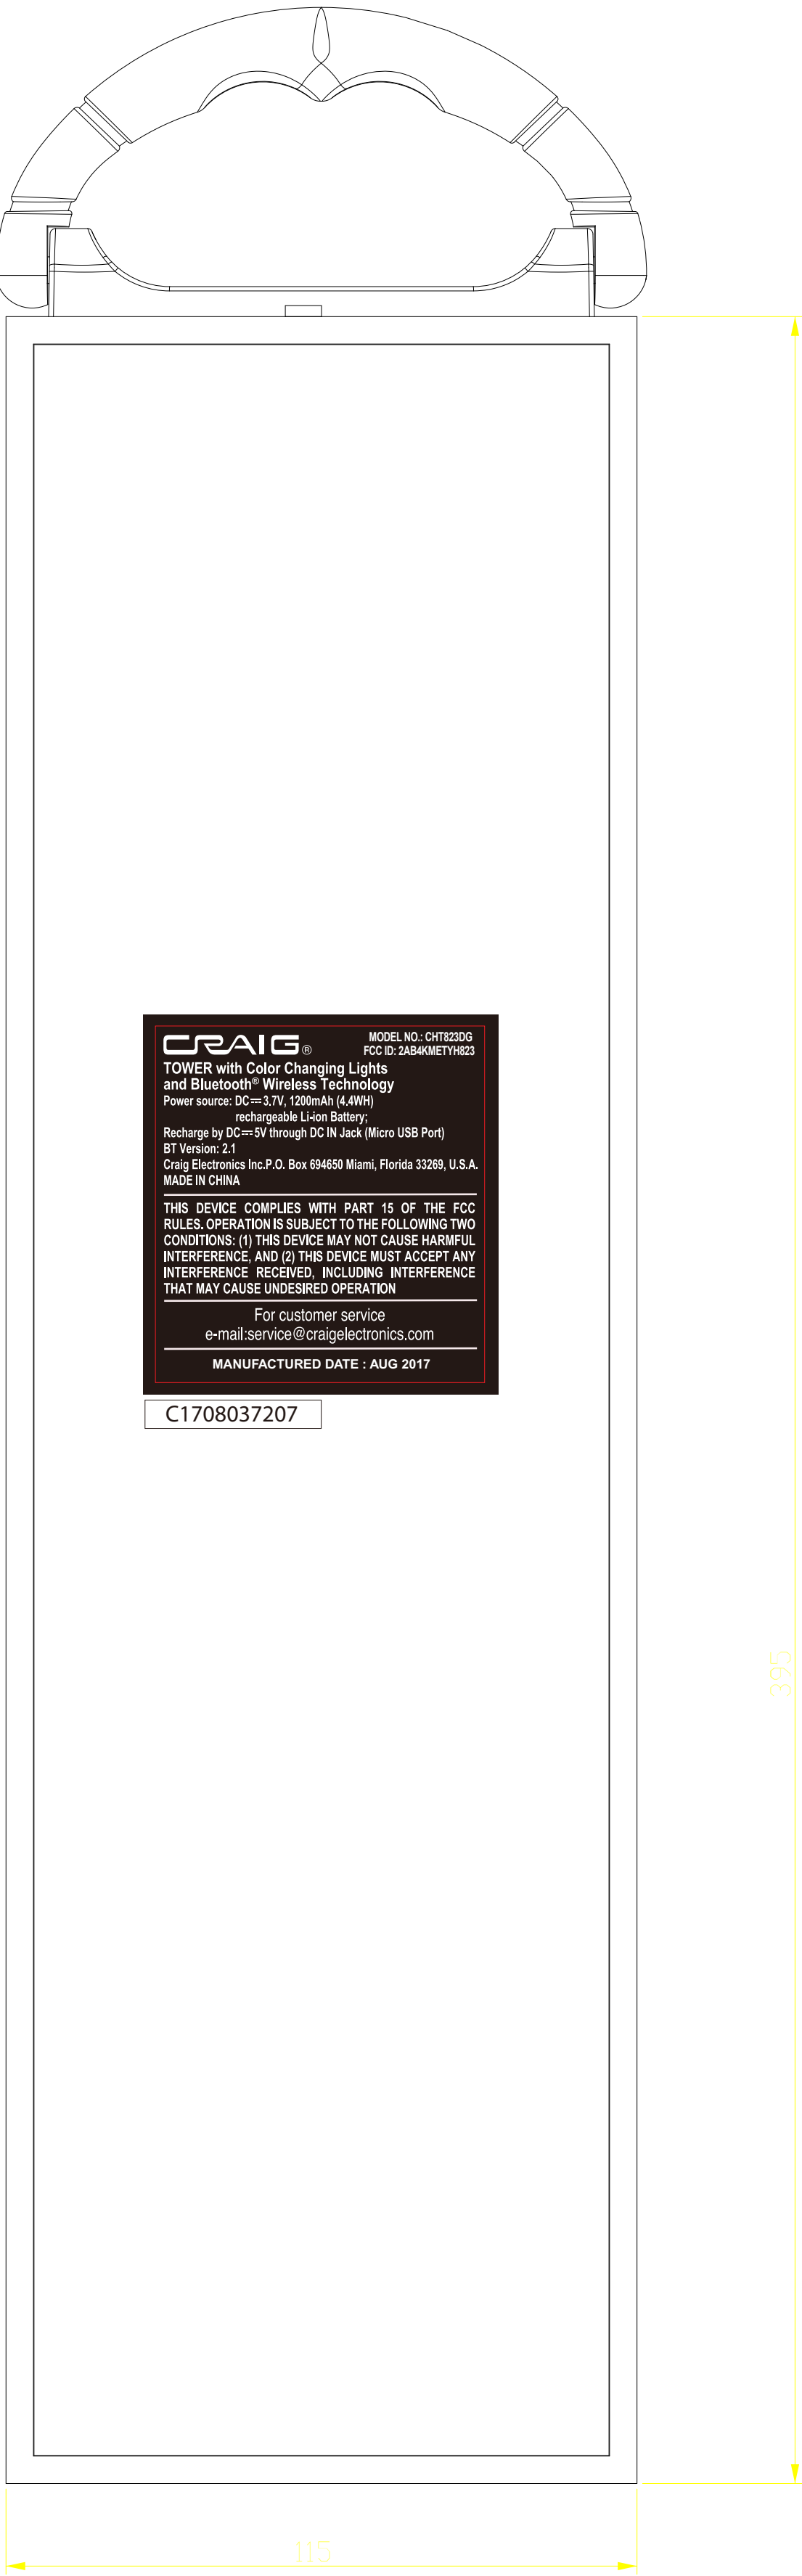 CRAIG®
MODEL NO.: CHT823DG
FCC ID: 2AB4KMETYH823
TOWER with Color Changing Lights
and Bluetooth® Wireless Technology
Power source: DC⎓3.7V, 1200mAh (4.4WH)
rechargeable Li-ion Battery;
Recharge by DC⎓5V through DC IN Jack (Micro USB Port)
BT Version: 2.1
Craig Electronics Inc.P.O. Box 694650 Miami, Florida 33269, U.S.A.
MADE IN CHINA
THIS DEVICE COMPLIES WITH PART 15 OF THE FCC
RULES. OPERATION IS SUBJECT TO THE FOLLOWING TWO
CONDITIONS: (1) THIS DEVICE MAY NOT CAUSE HARMFUL
INTERFERENCE, AND (2) THIS DEVICE MUST ACCEPT ANY
INTERFERENCE RECEIVED, INCLUDING INTERFERENCE
THAT MAY CAUSE UNDESIRED OPERATION
For customer service
e-mail:service@craigelectronics.com
MANUFACTURED DATE : AUG 2017
C1708037207
395
115